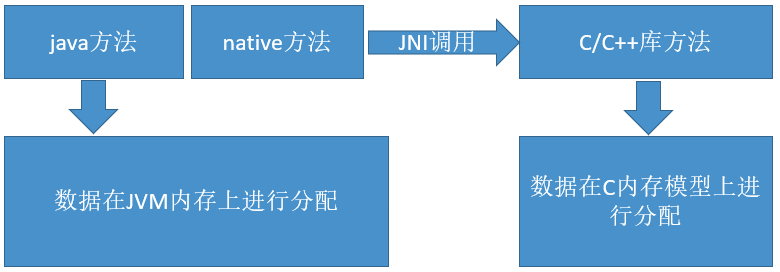 java方法
native方法
JNI调用
C/C++库方法
数据在JVM内存上进行分配
数据在C内存模型上进
行分配